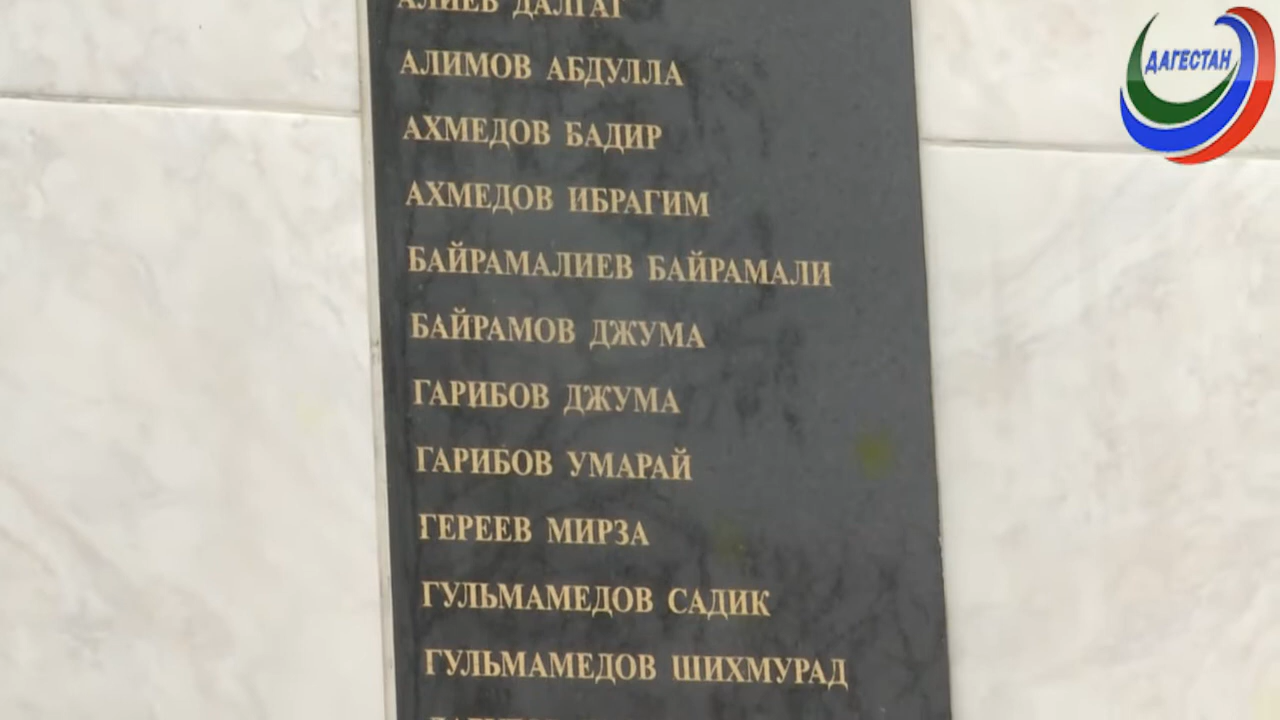 АЛИЕВ ДАЛГАТ
АЛИМОВ АБДУЛЛА
АХМЕДОВ БАДИР
АХМЕДОВ ИБРАГИМ
БАЙРАМАЛИЕВ БАЙРАМАЛИ
БАЙРАМОВ ДЖУМА
ГАРИБОВ ДЖУМА
ГАРИБОВ УМАРАЙ
ГЕРЕЕВ МИРЗА
ГУЛЬМАМЕДОВ САДИК
ГУЛЬМАМЕДОВ ШИХМУРАД
ДАГЕСТАН